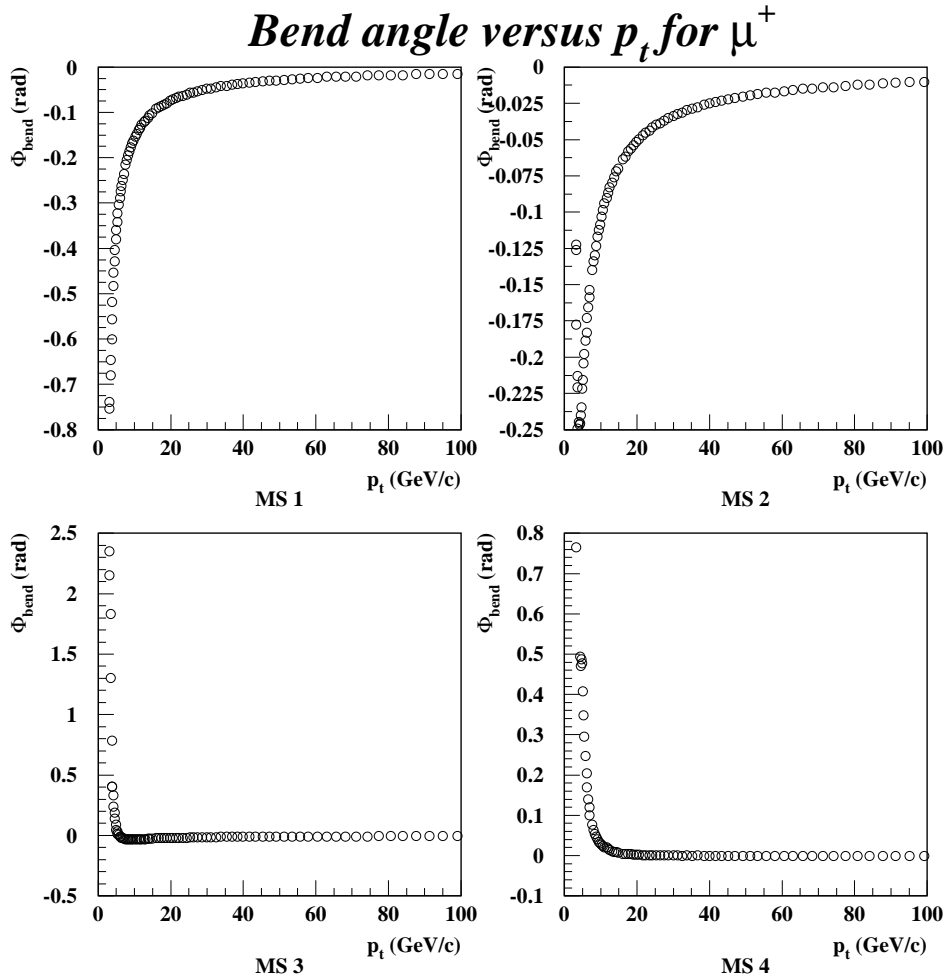 Bend angle versus p_t for μ⁺
Φ_bend (rad)
0
-0.1
-0.2
-0.3
-0.4
-0.5
-0.6
-0.7
-0.8
0 20 40 60 80 100
p_t (GeV/c)
MS 1
Φ_bend (rad)
0
-0.025
-0.05
-0.075
-0.1
-0.125
-0.15
-0.175
-0.2
-0.225
-0.25
0 20 40 60 80 100
p_t (GeV/c)
MS 2
Φ_bend (rad)
2.5
2
1.5
1
0.5
0
-0.5
0 20 40 60 80 100
p_t (GeV/c)
MS 3
Φ_bend (rad)
0.8
0.7
0.6
0.5
0.4
0.3
0.2
0.1
0
-0.1
0 20 40 60 80 100
p_t (GeV/c)
MS 4